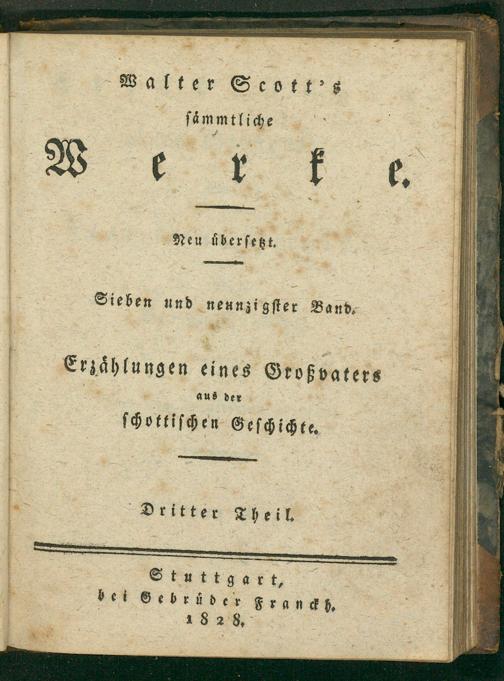 Walter Scott's
sämmtliche
Werke.
Neu übersetzt.
Sieben und neunzigster Band.
Erzählungen eines Großvaters
aus der
schottischen Geschichte.
Dritter Theil.
Stuttgart,
bei Gebrüder Franckh.
1828.